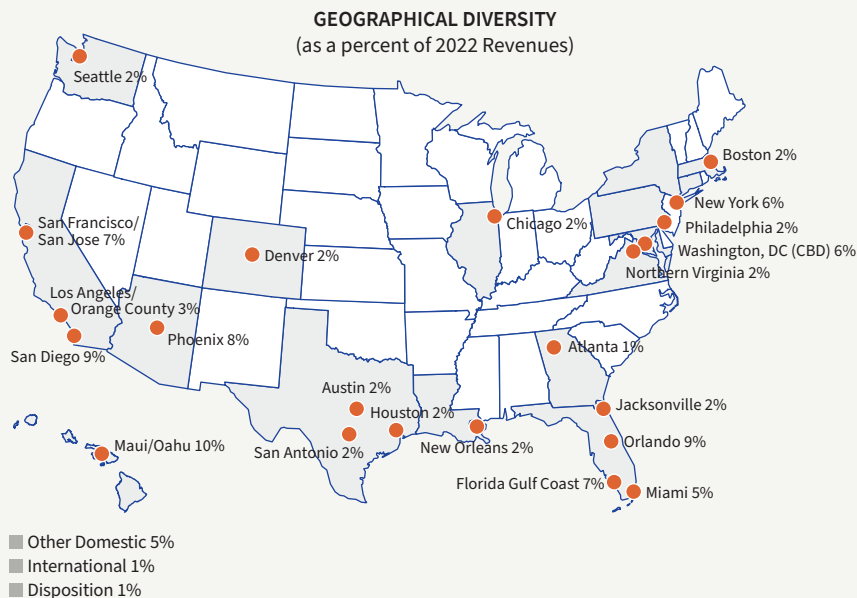 GEOGRAPHICAL DIVERSITY
(as a percent of 2022 Revenues)
Seattle 2%
Boston 2%
New York 6%
Philadelphia 2%
Chicago 2%
San Francisco/
San Jose 7%
Denver 2%
Washington, DC (CBD) 6%
Northern Virginia 2%
Los Angeles/
Orange County 3%
Phoenix 8%
San Diego 9%
Atlanta 1%
Austin 2%
Houston 2%
Jacksonville 2%
Maui/Oahu 10%
San Antonio 2%
New Orleans 2%
Orlando 9%
Florida Gulf Coast 7%
Miami 5%
Other Domestic 5%
International 1%
Disposition 1%